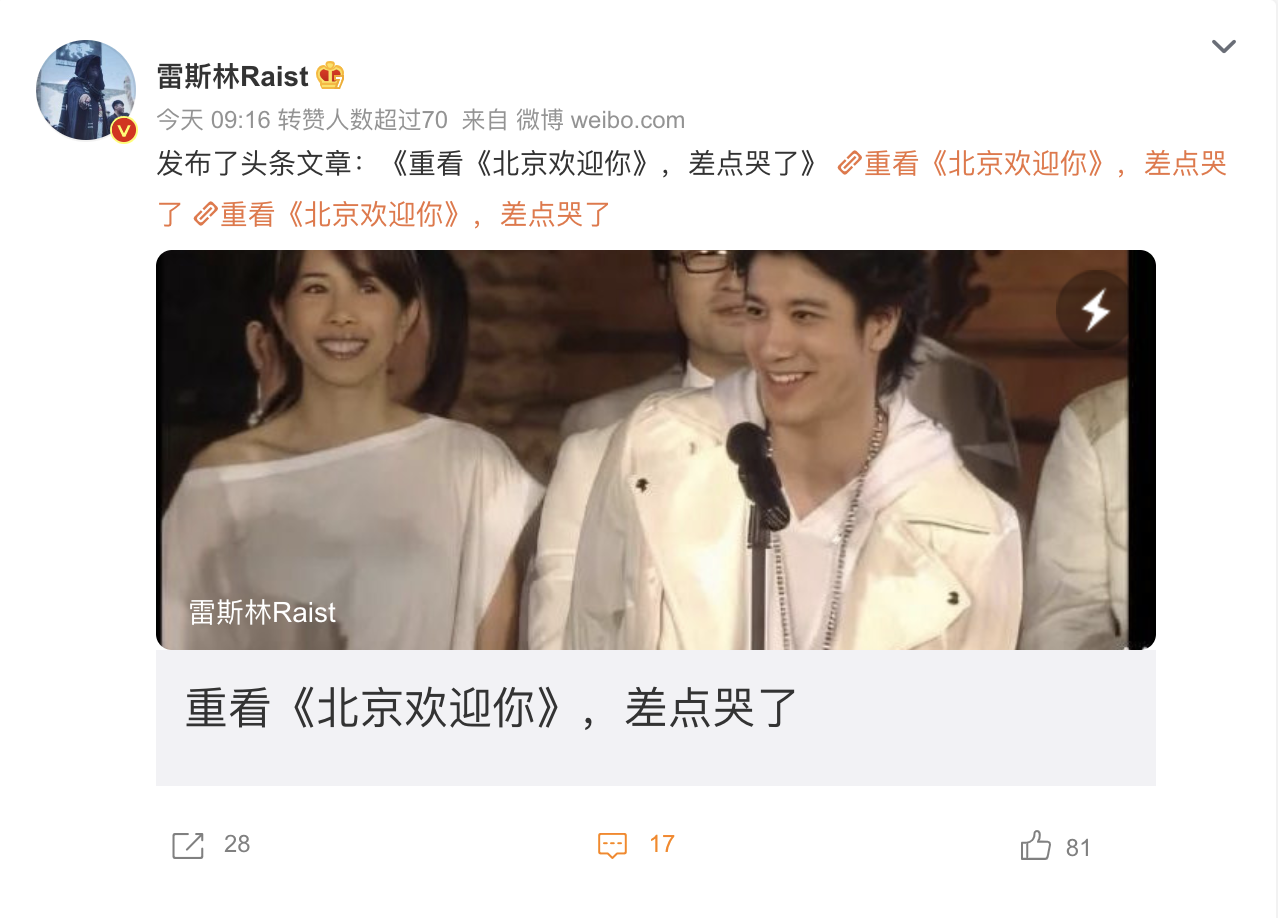 雷斯林Raist
今天 09:16 转赞人数超过70 来自 微博 weibo.com
发布了头条文章：《重看《北京欢迎你》，差点哭了》 重看《北京欢迎你》，差点哭
了 重看《北京欢迎你》，差点哭了
雷斯林Raist
重看《北京欢迎你》，差点哭了
28 17 81